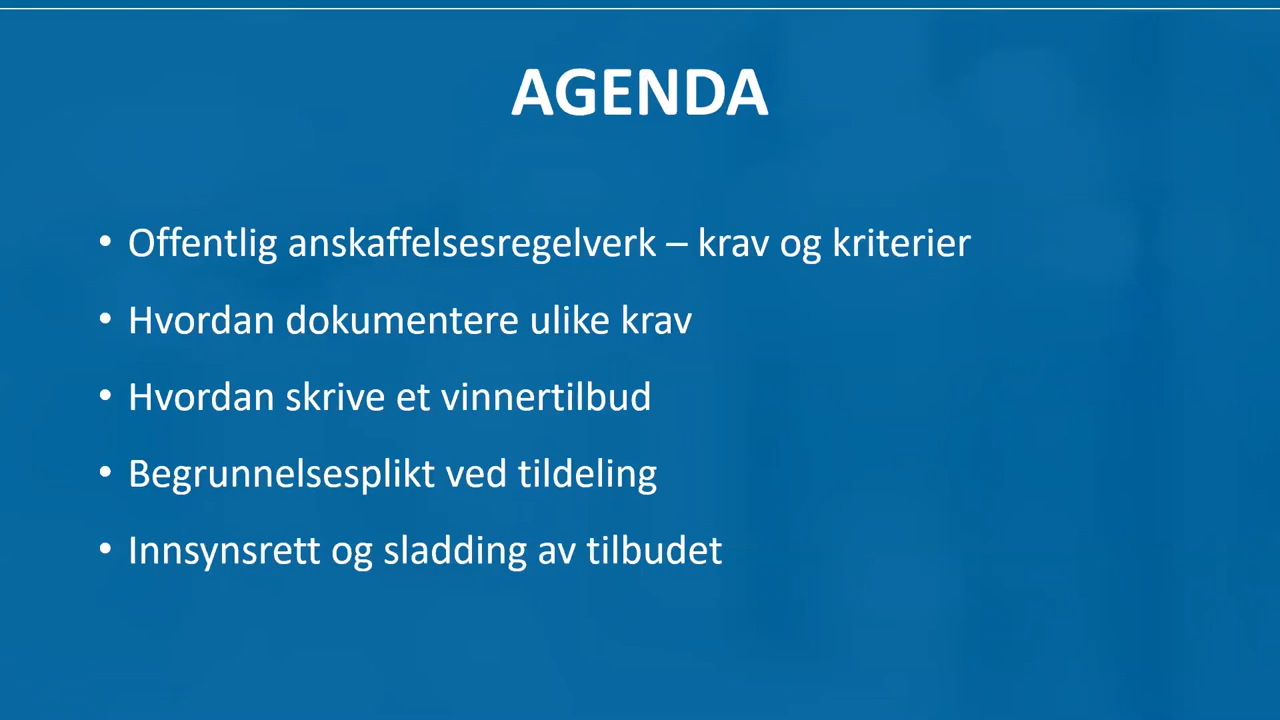 AGENDA
• Offentlig anskaffelsesregelverk – krav og kriterier
• Hvordan dokumentere ulike krav
• Hvordan skrive et vinnertilbud
• Begrunnelsesplikt ved tildeling
• Innsynsrett og sladding av tilbudet